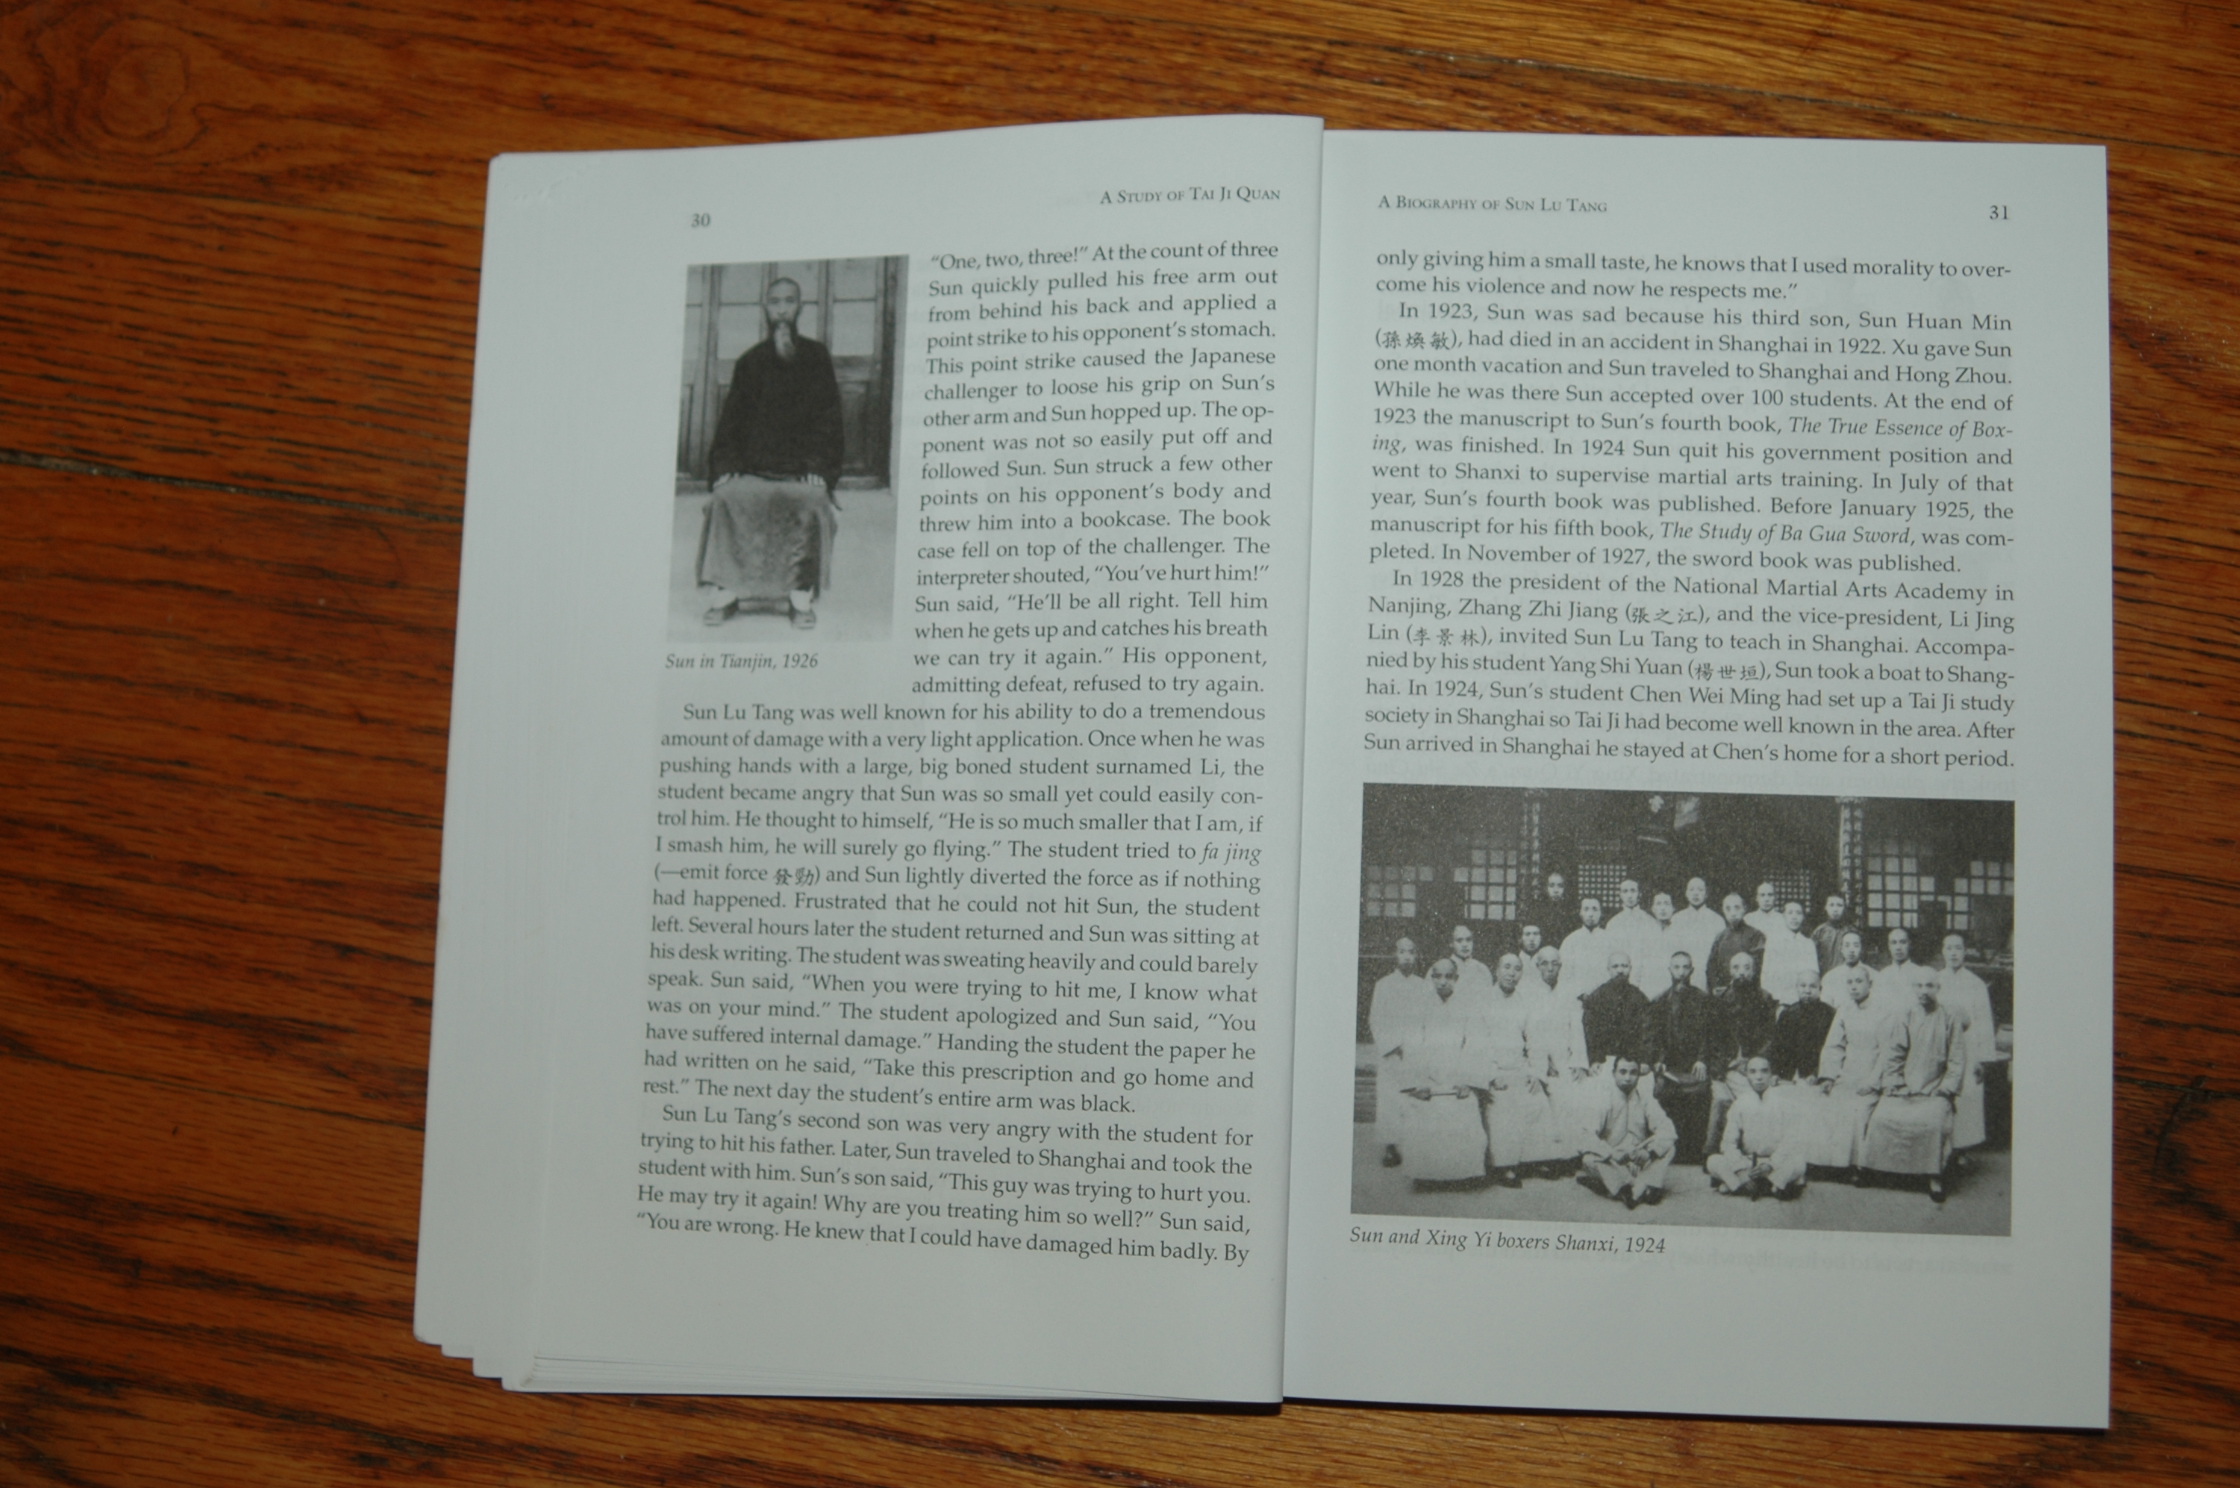 A Study of Tai Ji Quan
30
"One, two, three!" At the count of three
Sun quickly pulled his free arm out
from behind his back and applied a
point strike to his opponent's stomach.
This point strike caused the Japanese
challenger to loose his grip on Sun's
other arm and Sun hopped up. The op-
ponent was not so easily put off and
followed Sun. Sun struck a few other
points on his opponent's body and
threw him into a bookcase. The book
case fell on top of the challenger. The
interpreter shouted, "You've hurt him!"
Sun said, "He'll be all right. Tell him
when he gets up and catches his breath
we can try it again." His opponent,
admitting defeat, refused to try again.
Sun in Tianjin, 1926
Sun Lu Tang was well known for his ability to do a tremendous
amount of damage with a very light application. Once when he was
pushing hands with a large, big boned student surnamed Li, the
student became angry that Sun was so small yet could easily con-
trol him. He thought to himself, "He is so much smaller that I am, if
I smash him, he will surely go flying." The student tried to fa jing
(—emit force 發勁) and Sun lightly diverted the force as if nothing
had happened. Frustrated that he could not hit Sun, the student
left. Several hours later the student returned and Sun was sitting at
his desk writing. The student was sweating heavily and could barely
speak. Sun said, "When you were trying to hit me, I know what
was on your mind." The student apologized and Sun said, "You
have suffered internal damage." Handing the student the paper he
had written on he said, "Take this prescription and go home and
rest." The next day the student's entire arm was black.
Sun Lu Tang's second son was very angry with the student for
trying to hit his father. Later, Sun traveled to Shanghai and took the
student with him. Sun's son said, "This guy was trying to hurt you.
He may try it again! Why are you treating him so well?" Sun said,
"You are wrong. He knew that I could have damaged him badly. By
A Biography of Sun Lu Tang
31
only giving him a small taste, he knows that I used morality to over-
come his violence and now he respects me."
In 1923, Sun was sad because his third son, Sun Huan Min
(孫煥敏), had died in an accident in Shanghai in 1922. Xu gave Sun
one month vacation and Sun traveled to Shanghai and Hong Zhou.
While he was there Sun accepted over 100 students. At the end of
1923 the manuscript to Sun's fourth book, The True Essence of Box-
ing, was finished. In 1924 Sun quit his government position and
went to Shanxi to supervise martial arts training. In July of that
year, Sun's fourth book was published. Before January 1925, the
manuscript for his fifth book, The Study of Ba Gua Sword, was com-
pleted. In November of 1927, the sword book was published.
In 1928 the president of the National Martial Arts Academy in
Nanjing, Zhang Zhi Jiang (張之江), and the vice-president, Li Jing
Lin (李景林), invited Sun Lu Tang to teach in Shanghai. Accompa-
nied by his student Yang Shi Yuan (楊世垣), Sun took a boat to Shang-
hai. In 1924, Sun's student Chen Wei Ming had set up a Tai Ji study
society in Shanghai so Tai Ji had become well known in the area. After
Sun arrived in Shanghai he stayed at Chen's home for a short period.
Sun and Xing Yi boxers Shanxi, 1924